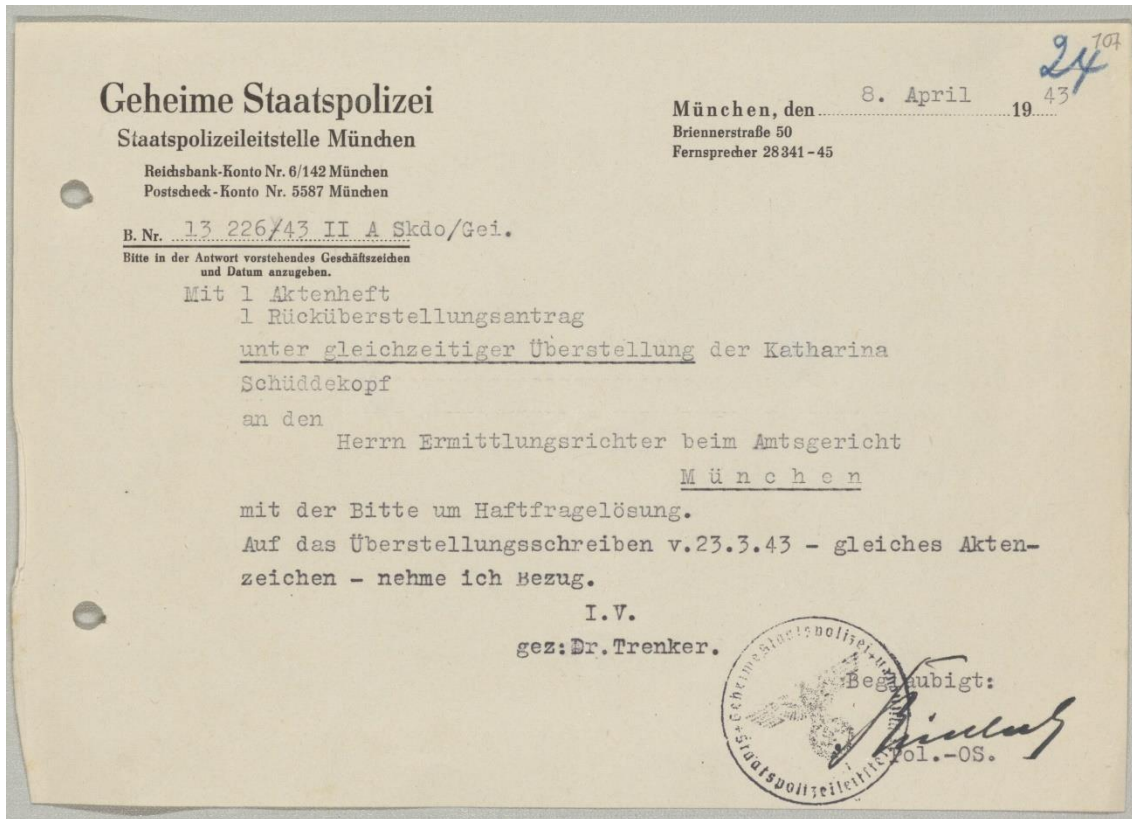 107
24
Geheime Staatspolizei
Staatspolizeileitstelle München
Reichsbank-Konto Nr. 6/142 München
Postscheck-Konto Nr. 5587 München
München, den 8. April 1943
Briennerstraße 50
Fernsprecher 28341-45
B. Nr. 13 226/43 II A Skdo/Gei.
Bitte in der Antwort vorstehendes Geschäftszeichen
und Datum anzugeben.
Mit 1 Aktenheft
1 Rücküberstellungsantrag
unter gleichzeitiger Überstellung der Katharina
Schüddekopf
an den
Herrn Ermittlungsrichter beim Amtsgericht
München
mit der Bitte um Haftfragelösung.
Auf das Überstellungsschreiben v.23.3.43 - gleiches Akten-
zeichen - nehme ich Bezug.
I.V.
gez:Dr.Trenker.
Beglaubigt:
Pol.-OS.
Geheime Staatspolizei
Staatspolizeileitstelle